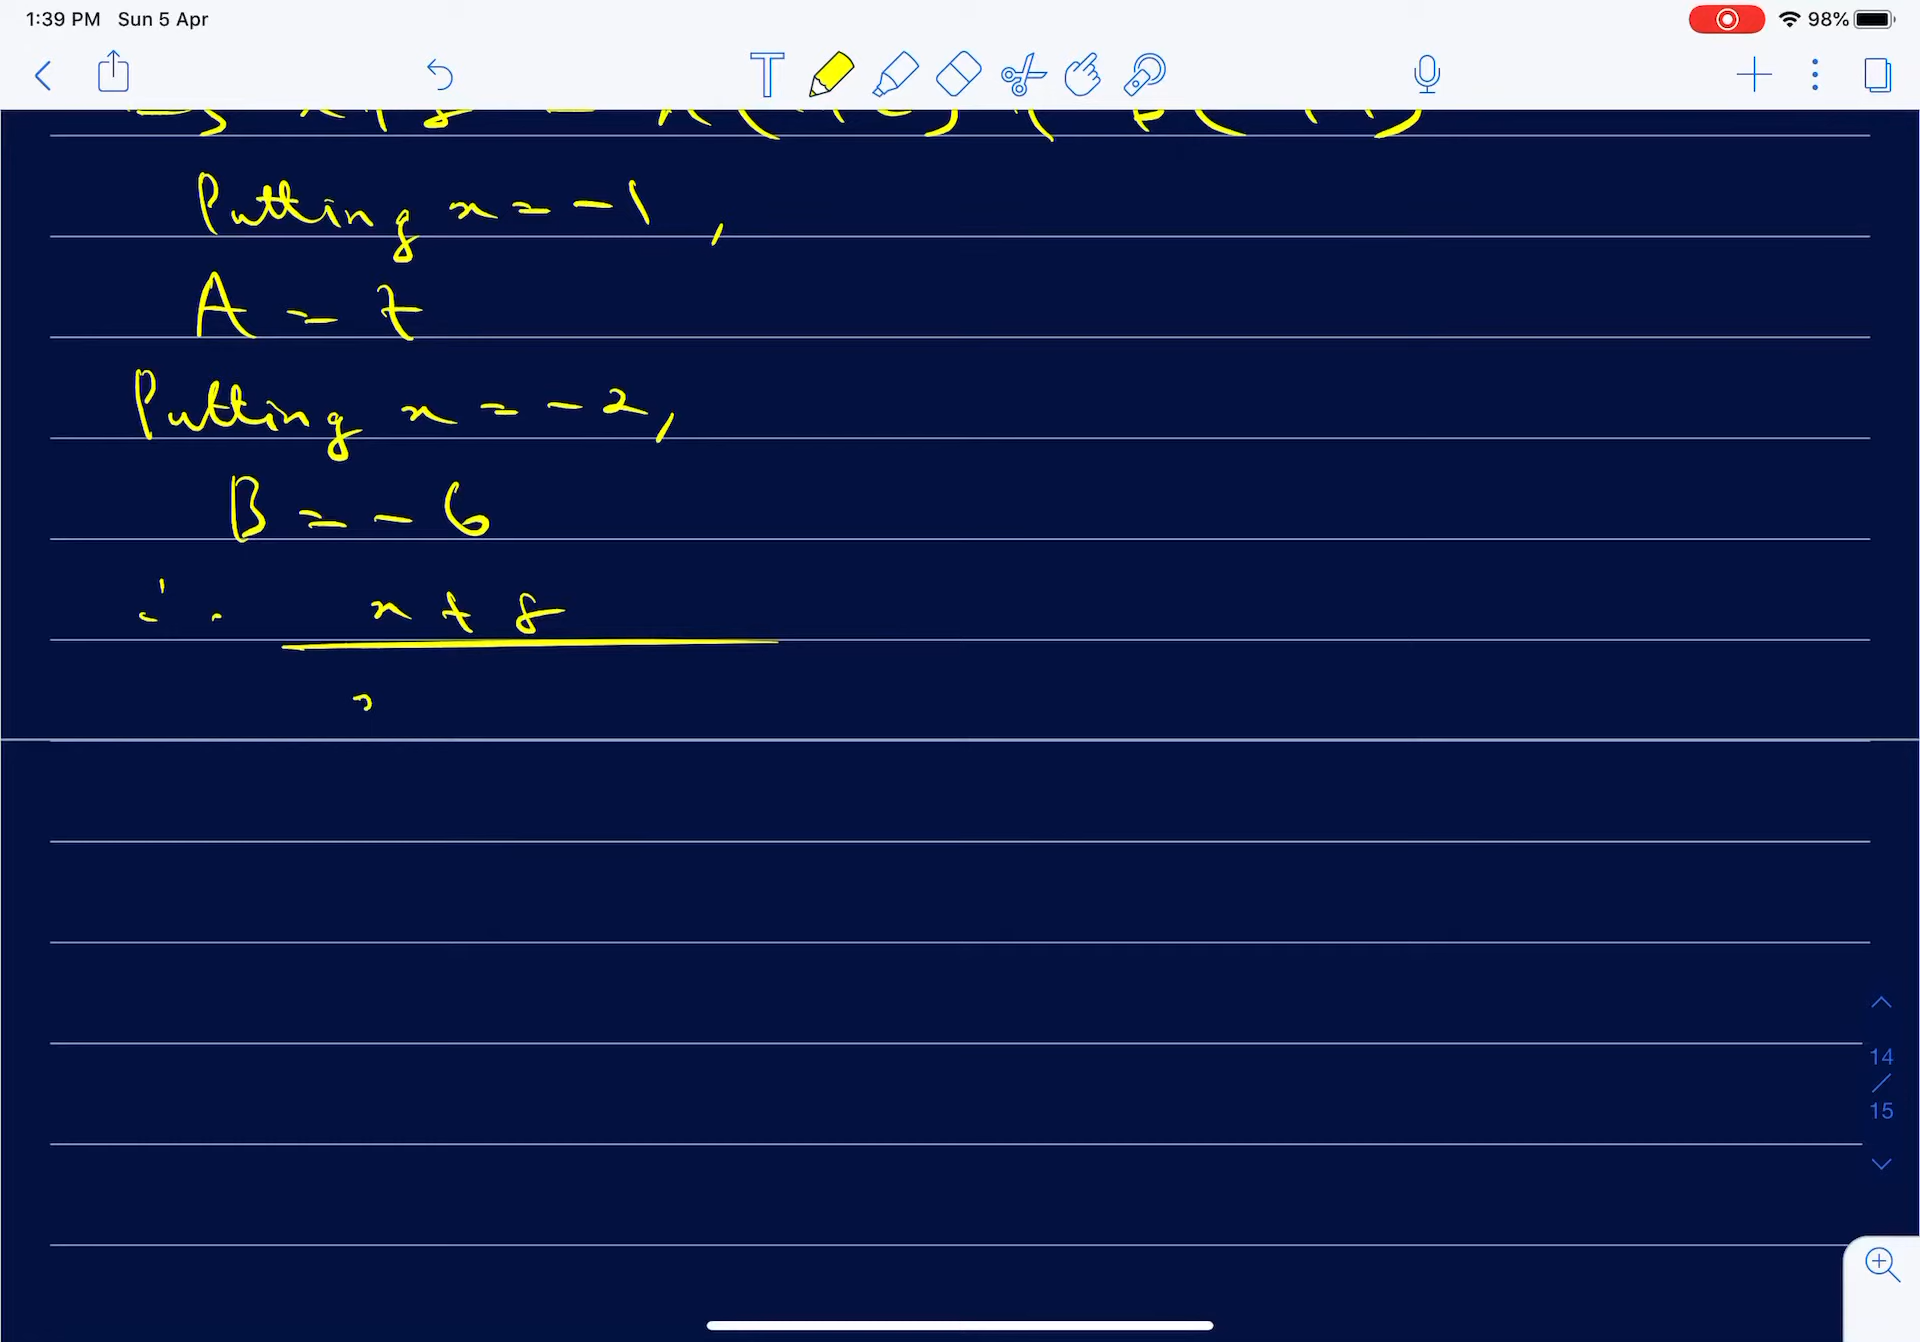 1:39 PM Sun 5 Apr
98%
T
Putting x = -1,
A = 7
Putting x = -2,
B = - 6
∴ x + 8
14
/
15